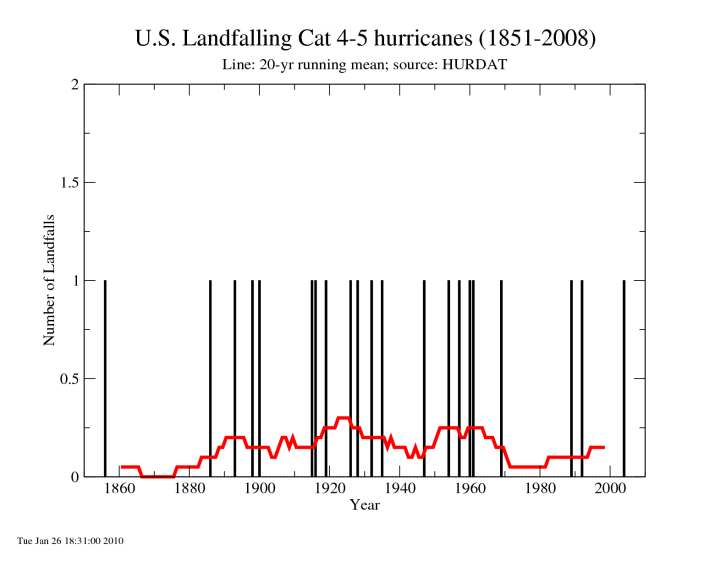 U.S. Landfalling Cat 4-5 hurricanes (1851-2008)
Line: 20-yr running mean; source: HURDAT
2
1.5
1
0.5
0
Number of Landfalls
1860 1880 1900 1920 1940 1960 1980 2000
Year
Tue Jan 26 18:31:00 2010